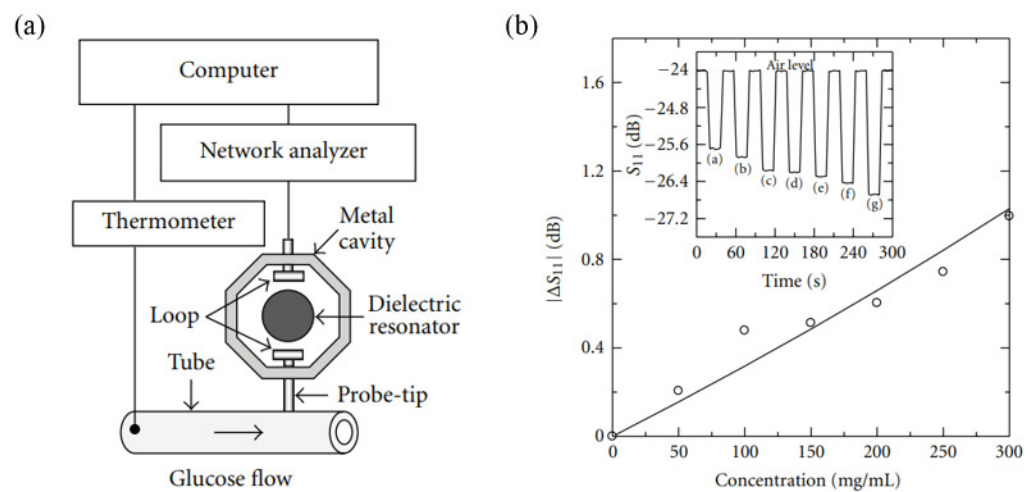 (a)
Computer
Network analyzer
Thermometer
Metal
cavity
Loop
Dielectric
resonator
Tube
Probe-tip
Glucose flow
(b)
1.6
1.2
0.8
0.4
0
|ΔS11| (dB)
0 50 100 150 200 250 300
Concentration (mg/mL)
Air level
−24
−24.8
−25.6
−26.4
−27.2
S11 (dB)
(a)
(b)
(c)
(d)
(e)
(f)
(g)
0 60 120 180 240 300
Time (s)